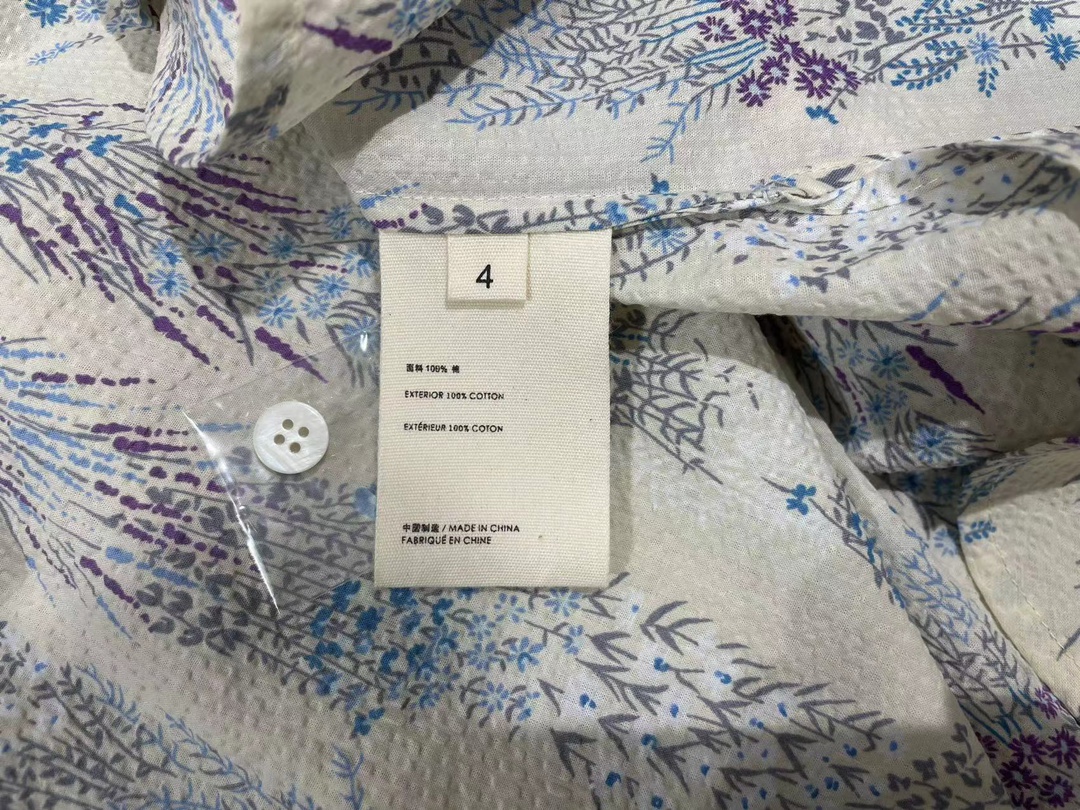 4
面料 100% 棉
EXTERIOR 100% COTTON
EXTÉRIEUR 100% COTON
中國制造 / MADE IN CHINA
FABRIQUÉ EN CHINE